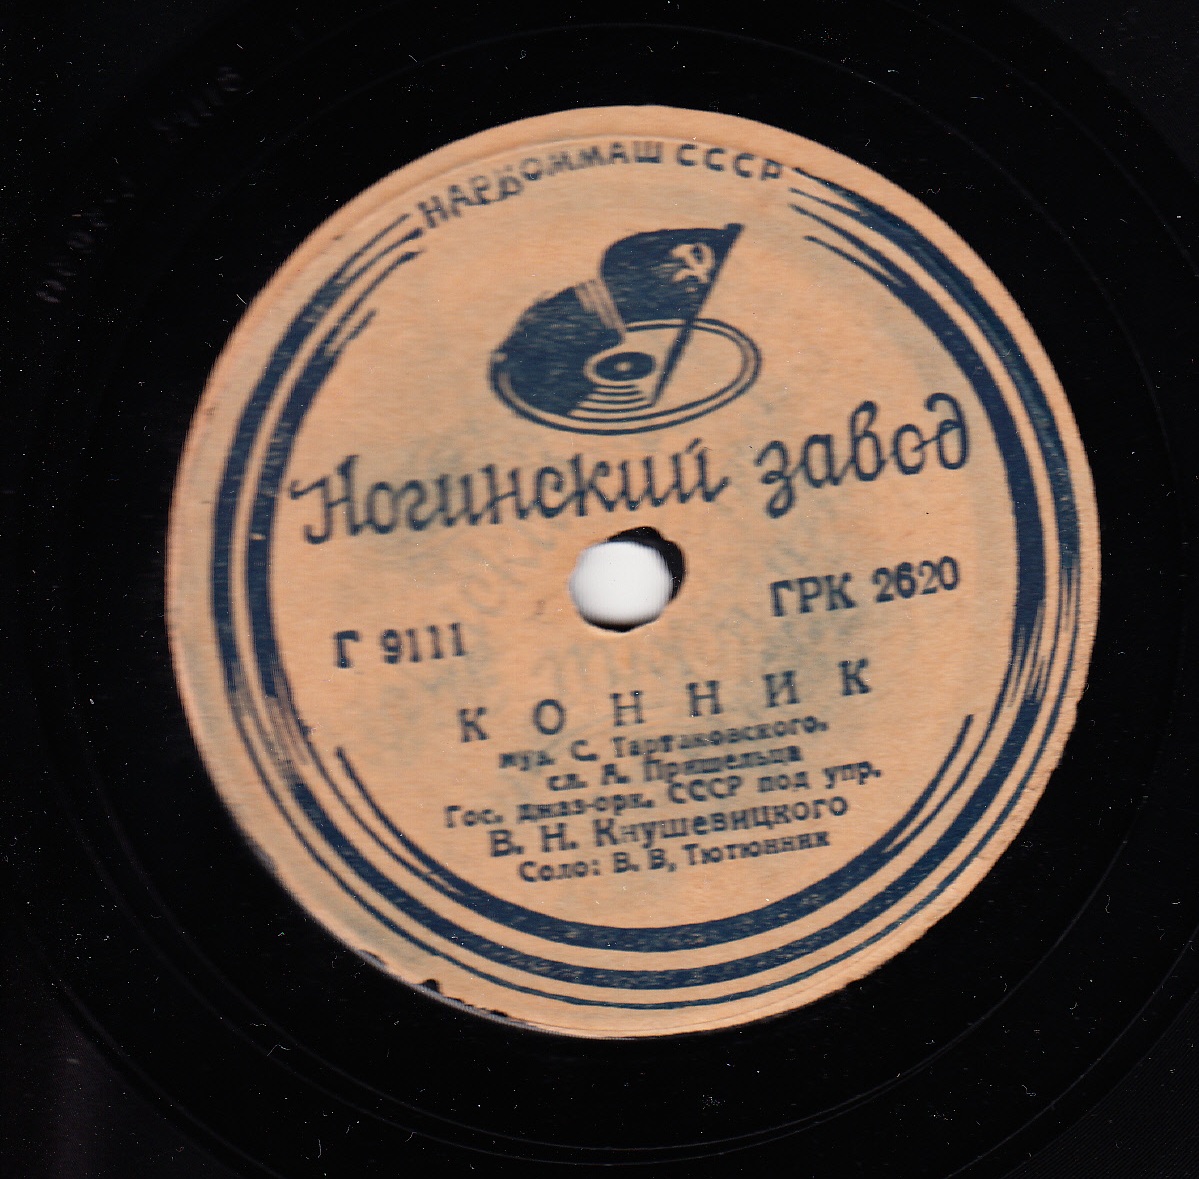 НАРКОММАШ СССР
Ногинский завод
Г 9111
ГРК 2620
КОННИК
муз. С. Тартаковского.
сл. А. Пришельца
Гос. джаз-орк. СССР под упр.
В. Н. Кнушевицкого
Соло: В. В, Тютюнник